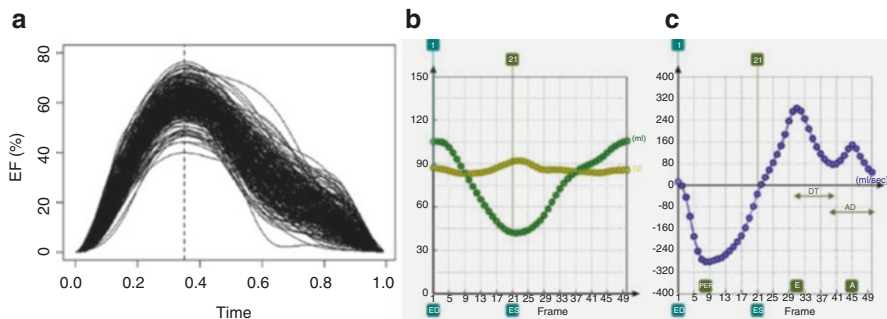 a
EF (%)
80
60
40
20
0
0.0 0.2 0.4 0.6 0.8 1.0
Time
b
1
21
150
120
90
60
30
0
(ml)
(g)
1 5 9 13 17 21 25 29 33 37 41 45 49
ED ES Frame
c
1
21
400
320
240
160
80
0
-80
-160
-240
-320
-400
(ml/sec)
DT
AD
PER E A
1 5 9 13 17 21 25 29 33 37 41 45 49
ED ES Frame